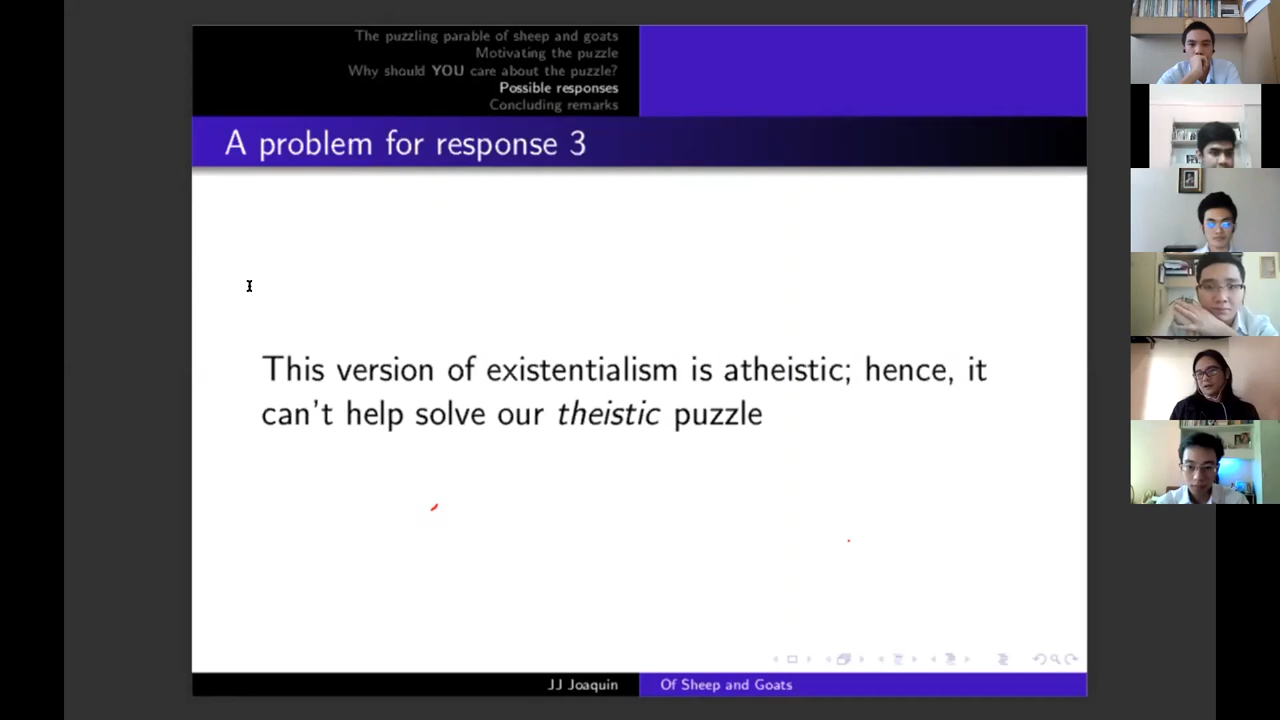 The puzzling parable of sheep and goats
Motivating the puzzle
Why should YOU care about the puzzle?
Possible responses
Concluding remarks
A problem for response 3
This version of existentialism is atheistic; hence, it
can't help solve our theistic puzzle
JJ Joaquin
Of Sheep and Goats